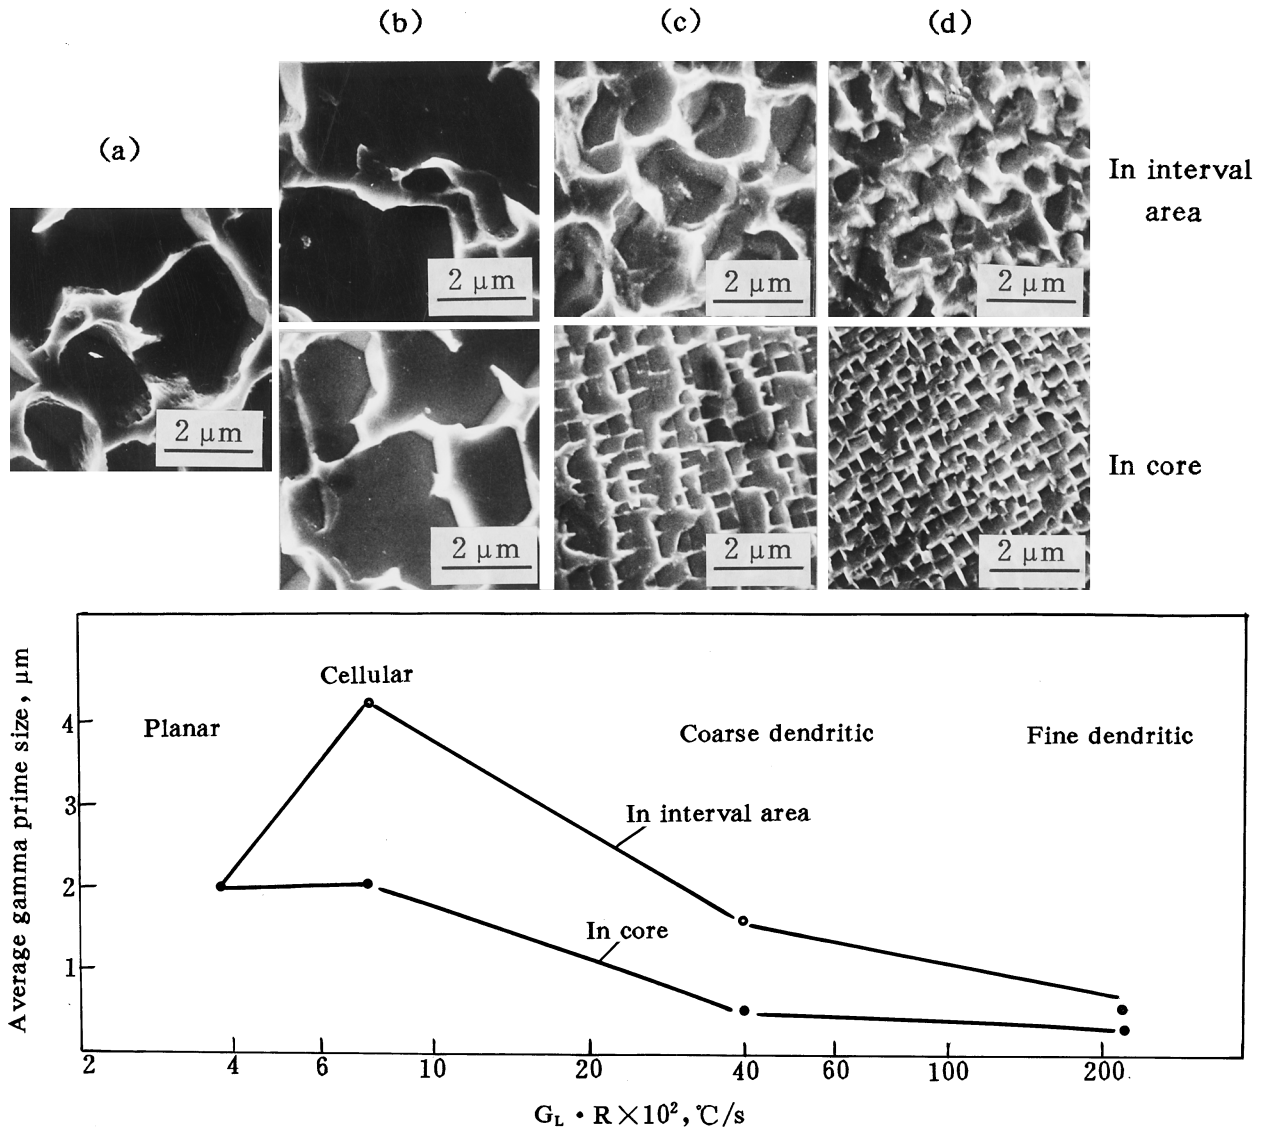 (b)
(c)
(d)
(a)
2 μm
2 μm
2 μm
In interval
area
2 μm
2 μm
2 μm
2 μm
In core
Average gamma prime size, μm
4
3
2
1
Planar
Cellular
Coarse dendritic
Fine dendritic
In interval area
In core
2
4
6
10
20
40
60
100
200
G_L · R×10², ℃/s